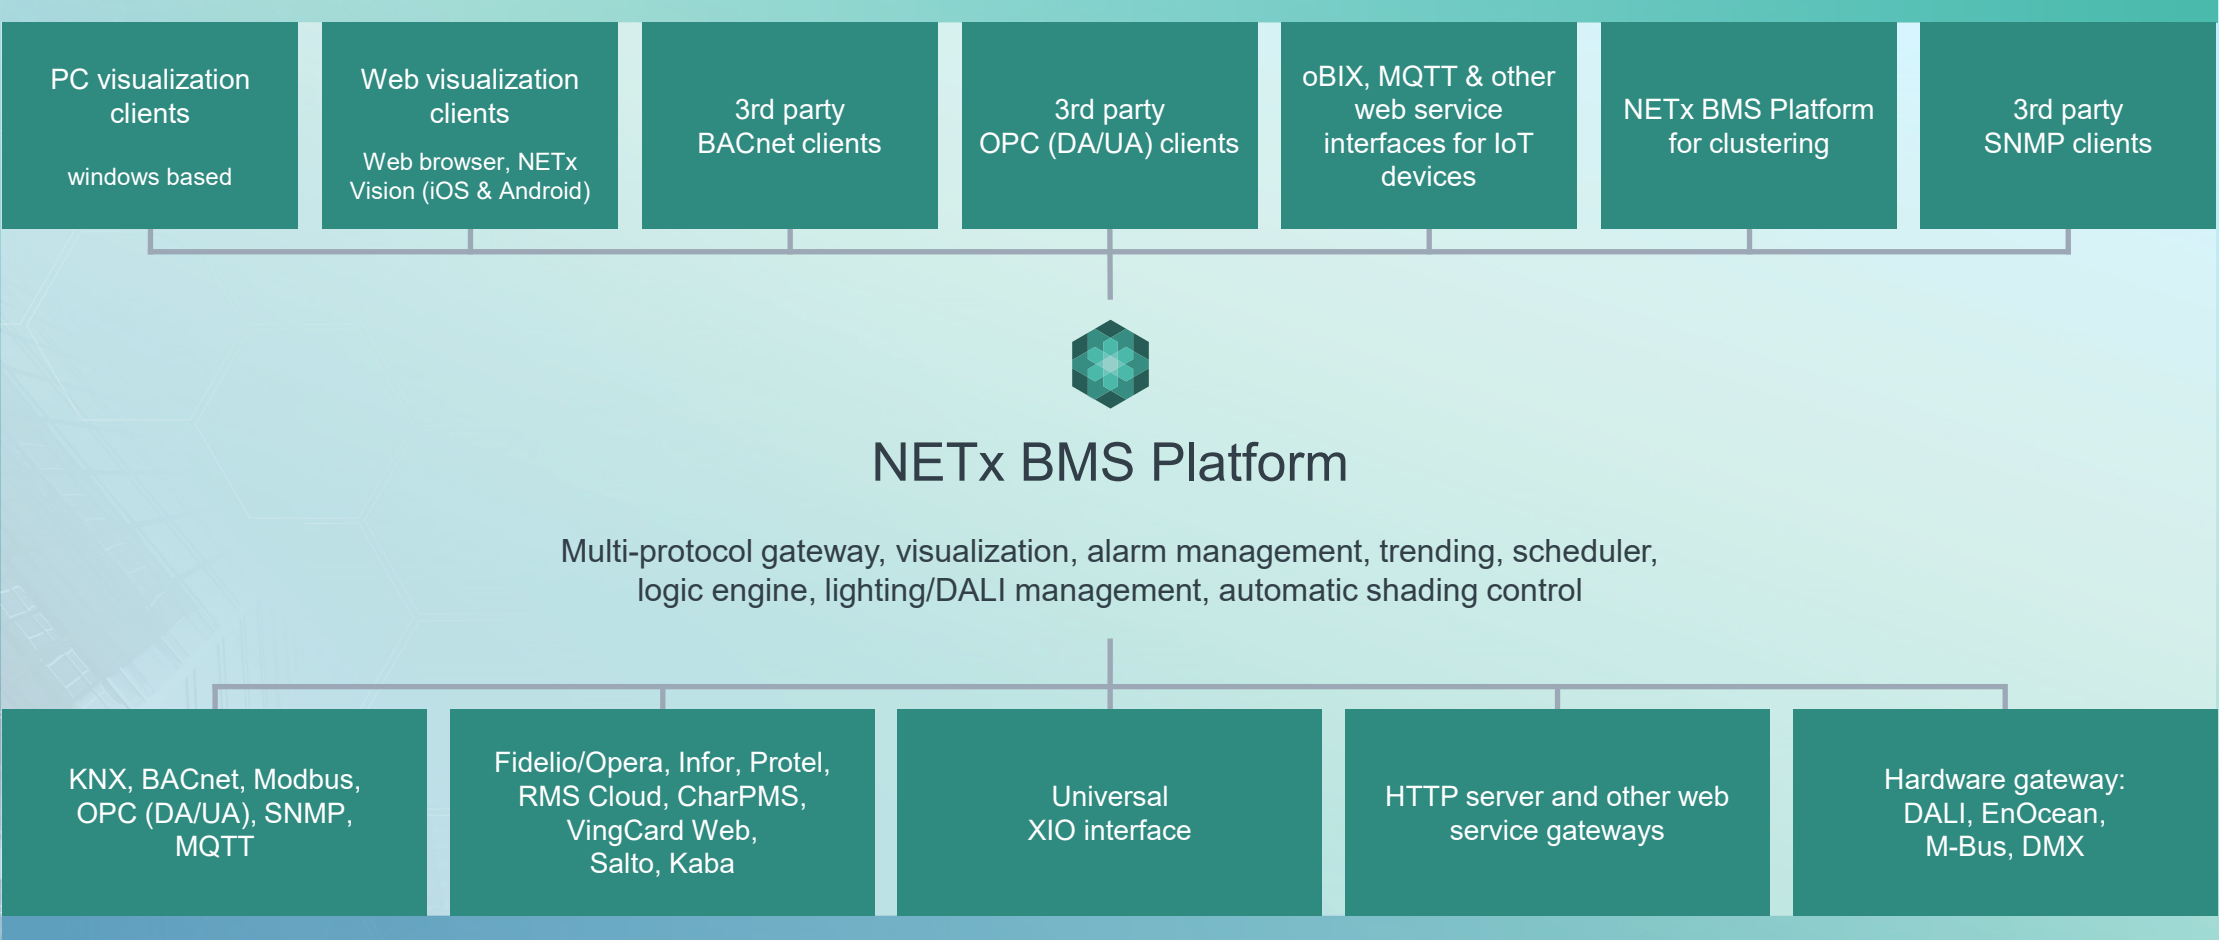 PC visualization
clients
windows based
Web visualization
clients
Web browser, NETx
Vision (iOS & Android)
3rd party
BACnet clients
3rd party
OPC (DA/UA) clients
oBIX, MQTT & other
web service
interfaces for IoT
devices
NETx BMS Platform
for clustering
3rd party
SNMP clients
NETx BMS Platform
Multi-protocol gateway, visualization, alarm management, trending, scheduler,
logic engine, lighting/DALI management, automatic shading control
KNX, BACnet, Modbus,
OPC (DA/UA), SNMP,
MQTT
Fidelio/Opera, Infor, Protel,
RMS Cloud, CharPMS,
VingCard Web,
Salto, Kaba
Universal
XIO interface
HTTP server and other web
service gateways
Hardware gateway:
DALI, EnOcean,
M-Bus, DMX